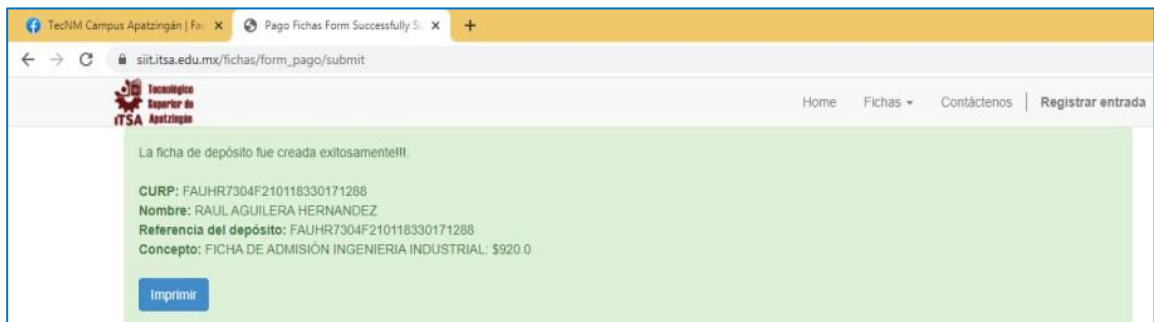 TecNM Campus Apatzingán | Fac
Pago Fichas Form Successfully Su
siit.itsa.edu.mx/fichas/form_pago/submit
Tecnológico
Superior de
ITSA Apatzingán
Home Fichas Contáctenos Registrar entrada
La ficha de depósito fue creada exitosamente!!!.
CURP: FAUHR7304F210118330171288
Nombre: RAUL AGUILERA HERNANDEZ
Referencia del depósito: FAUHR7304F210118330171288
Concepto: FICHA DE ADMISIÓN INGENIERIA INDUSTRIAL: $920.0
Imprimir